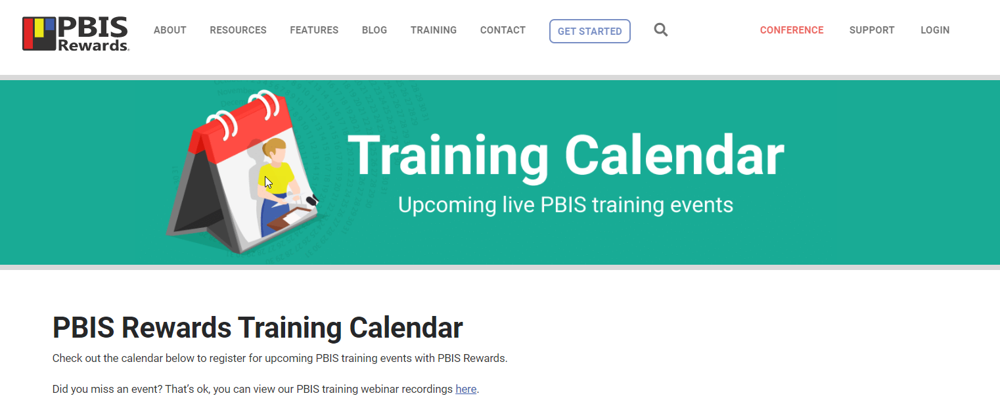 PBIS
Rewards
ABOUT RESOURCES FEATURES BLOG TRAINING CONTACT GET STARTED CONFERENCE SUPPORT LOGIN
November
Training Calendar
Upcoming live PBIS training events
PBIS Rewards Training Calendar
Check out the calendar below to register for upcoming PBIS training events with PBIS Rewards.
Did you miss an event? That’s ok, you can view our PBIS training webinar recordings here.